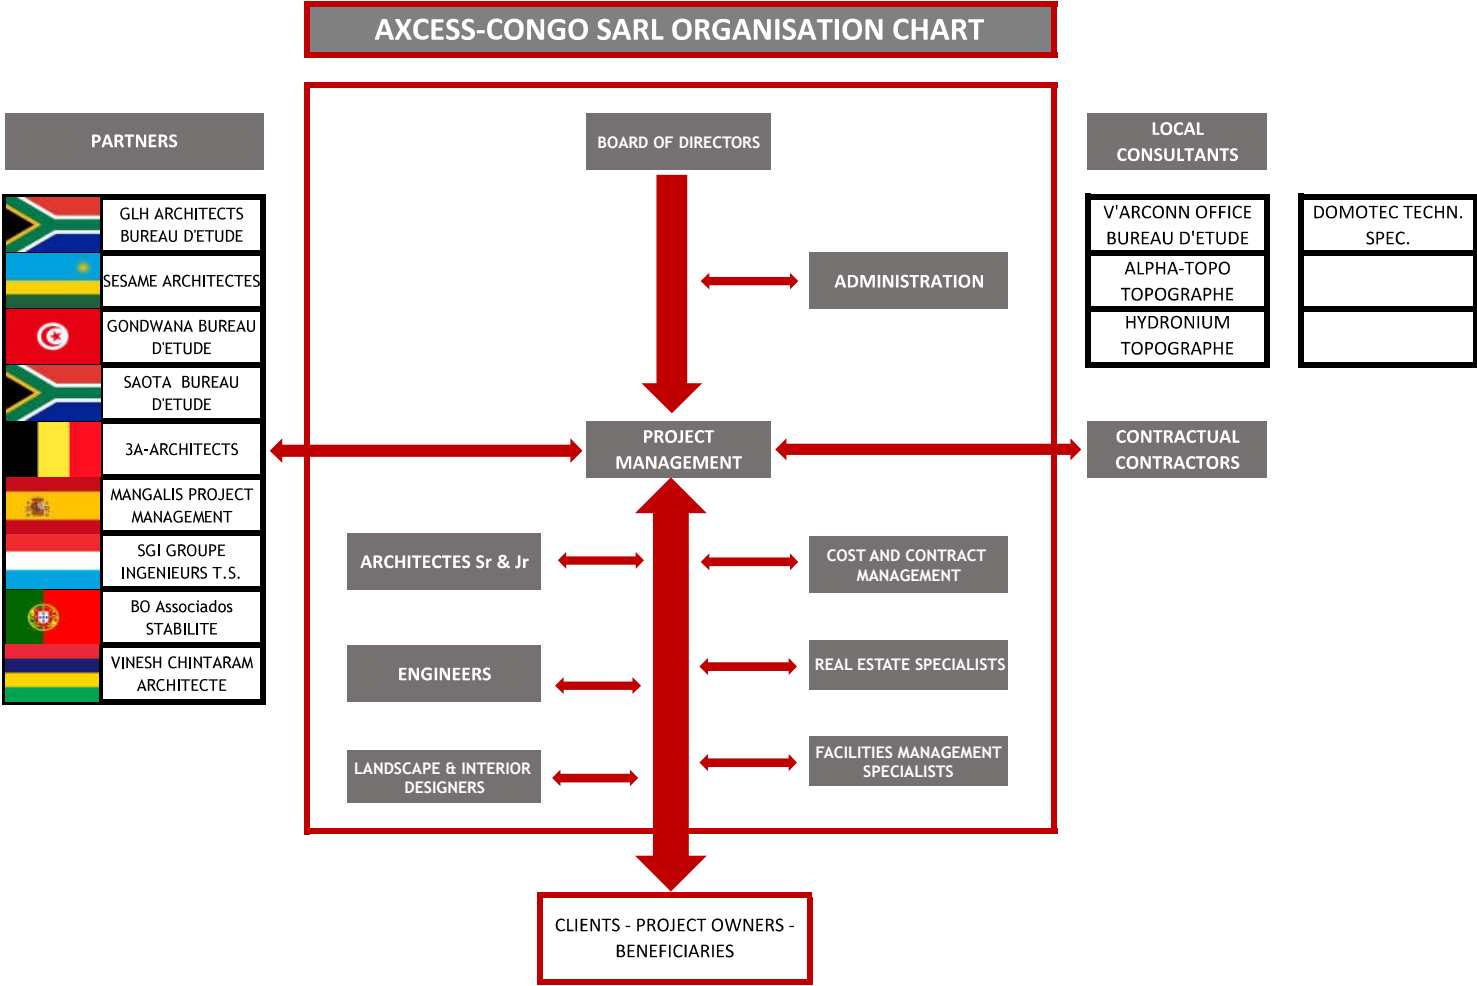 AXCESS-CONGO SARL ORGANISATION CHART
PARTNERS
GLH ARCHITECTS
BUREAU D'ETUDE
SESAME ARCHITECTES
GONDWANA BUREAU
D'ETUDE
SAOTA BUREAU
D'ETUDE
3A-ARCHITECTS
MANGALIS PROJECT
MANAGEMENT
SGI GROUPE
INGENIEURS T.S.
BO Associados
STABILITE
VINESH CHINTARAM
ARCHITECTE
BOARD OF DIRECTORS
ADMINISTRATION
PROJECT
MANAGEMENT
ARCHITECTES Sr & Jr
COST AND CONTRACT
MANAGEMENT
ENGINEERS
REAL ESTATE SPECIALISTS
LANDSCAPE & INTERIOR
DESIGNERS
FACILITIES MANAGEMENT
SPECIALISTS
CLIENTS - PROJECT OWNERS -
BENEFICIARIES
LOCAL
CONSULTANTS
V'ARCONN OFFICE
BUREAU D'ETUDE
ALPHA-TOPO
TOPOGRAPHE
HYDRONIUM
TOPOGRAPHE
DOMOTEC TECHN.
SPEC.
CONTRACTUAL
CONTRACTORS